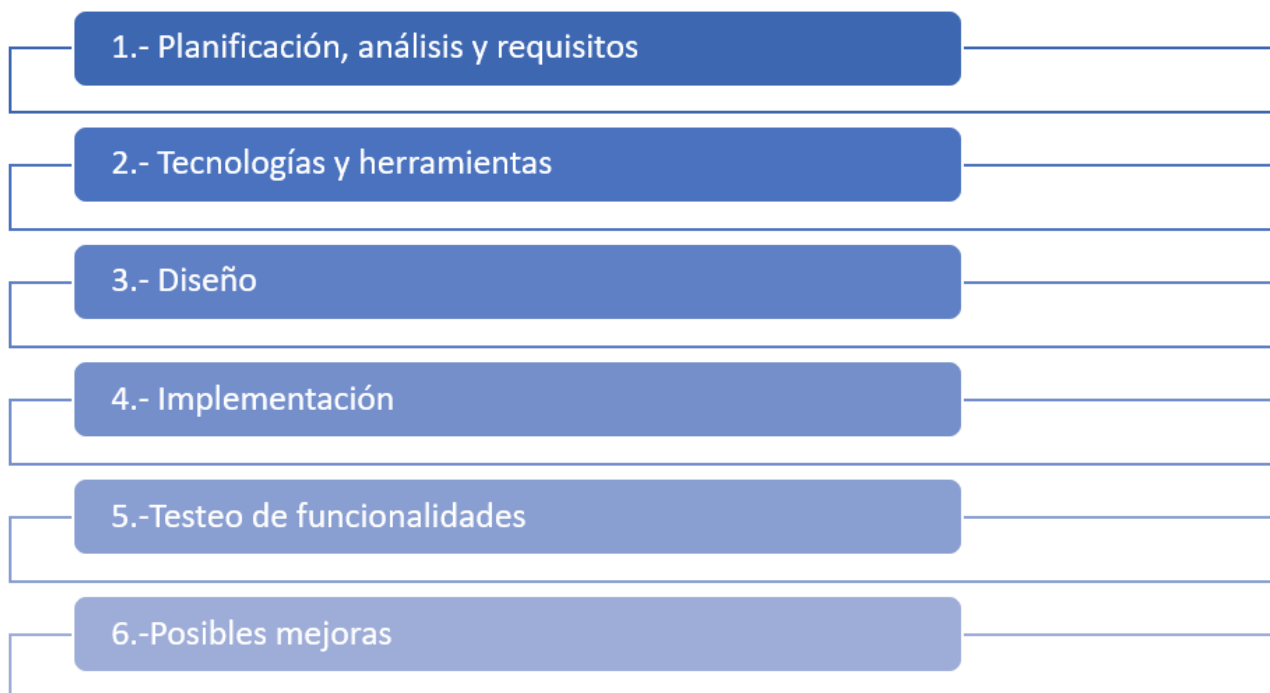 1.- Planificación, análisis y requisitos
2.- Tecnologías y herramientas
3.- Diseño
4.- Implementación
5.-Testeo de funcionalidades
6.-Posibles mejoras